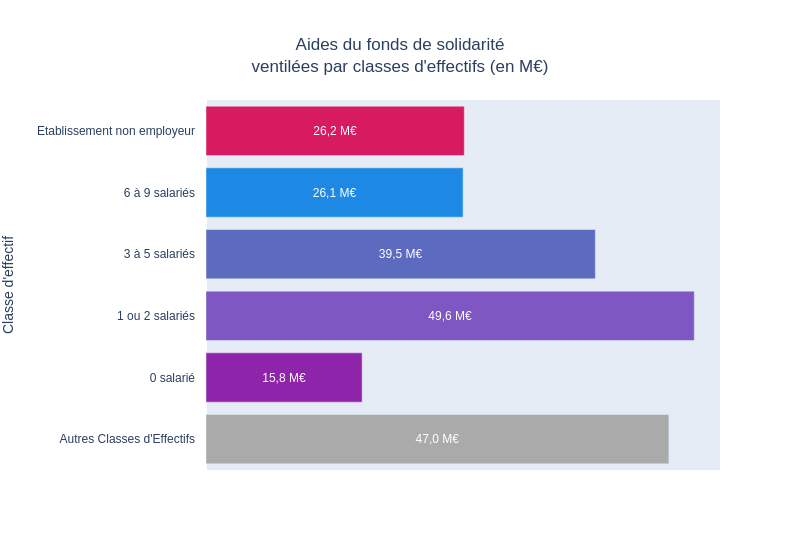 Aides du fonds de solidarité
ventilées par classes d'effectifs (en M€)
Classe d'effectif
Etablissement non employeur
26,2 M€
6 à 9 salariés
26,1 M€
3 à 5 salariés
39,5 M€
1 ou 2 salariés
49,6 M€
0 salarié
15,8 M€
Autres Classes d'Effectifs
47,0 M€